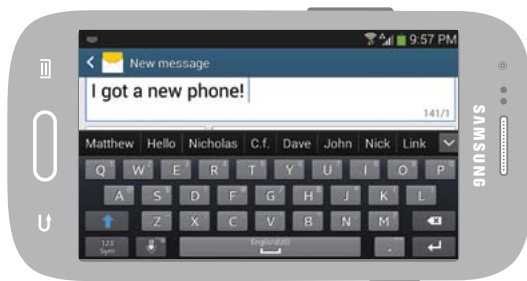 9:57 PM
New message
I got a new phone!
141/1
Matthew Hello Nicholas C.f. Dave John Nick Link
Q W E R T Y U I O P
A S D F G H J K L
Z X C V B N M
123
Sym
English(US)
.
SAMSUNG